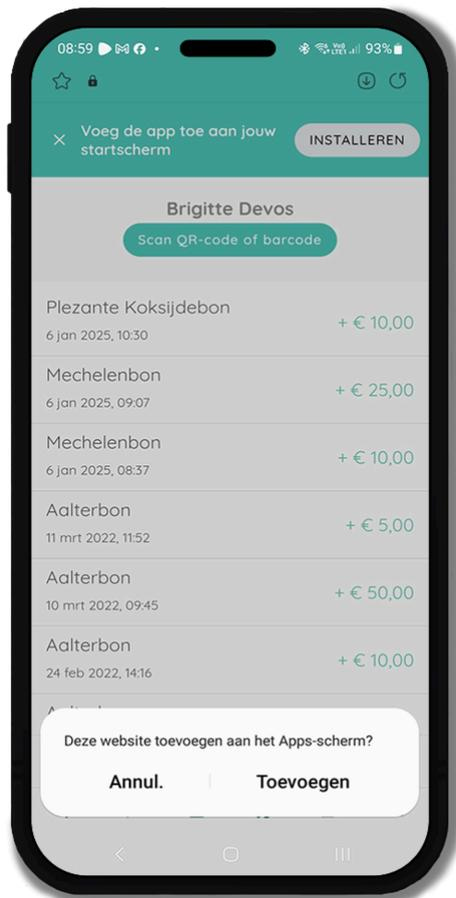 08:59
93%
Voeg de app toe aan jouw
startscherm
INSTALLEREN
Brigitte Devos
Scan QR-code of barcode
Plezante Koksijdebon
+ € 10,00
6 jan 2025, 10:30
Mechelenbon
+ € 25,00
6 jan 2025, 09:07
Mechelenbon
+ € 10,00
6 jan 2025, 08:37
Aalterbon
+ € 5,00
11 mrt 2022, 11:52
Aalterbon
+ € 50,00
10 mrt 2022, 09:45
Aalterbon
+ € 10,00
24 feb 2022, 14:16
Deze website toevoegen aan het Apps-scherm?
Annul.
Toevoegen